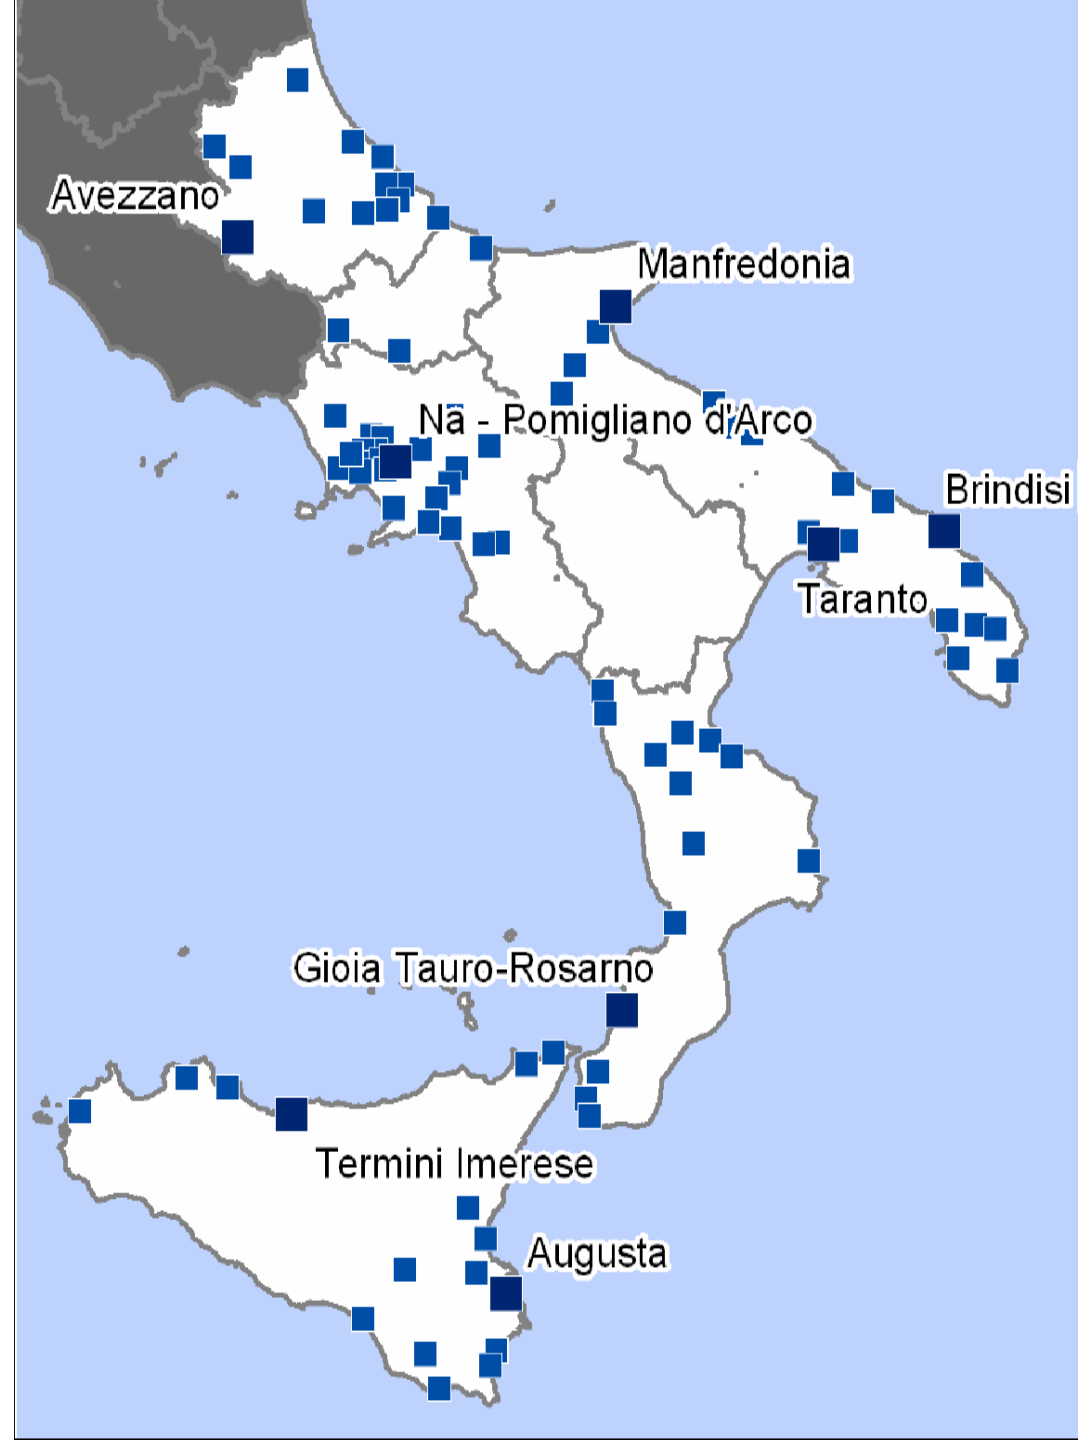 Avezzano
Manfredonia
Na - Pomigliano d'Arco
Brindisi
Taranto
Gioia Tauro-Rosarno
Termini Imerese
Augusta